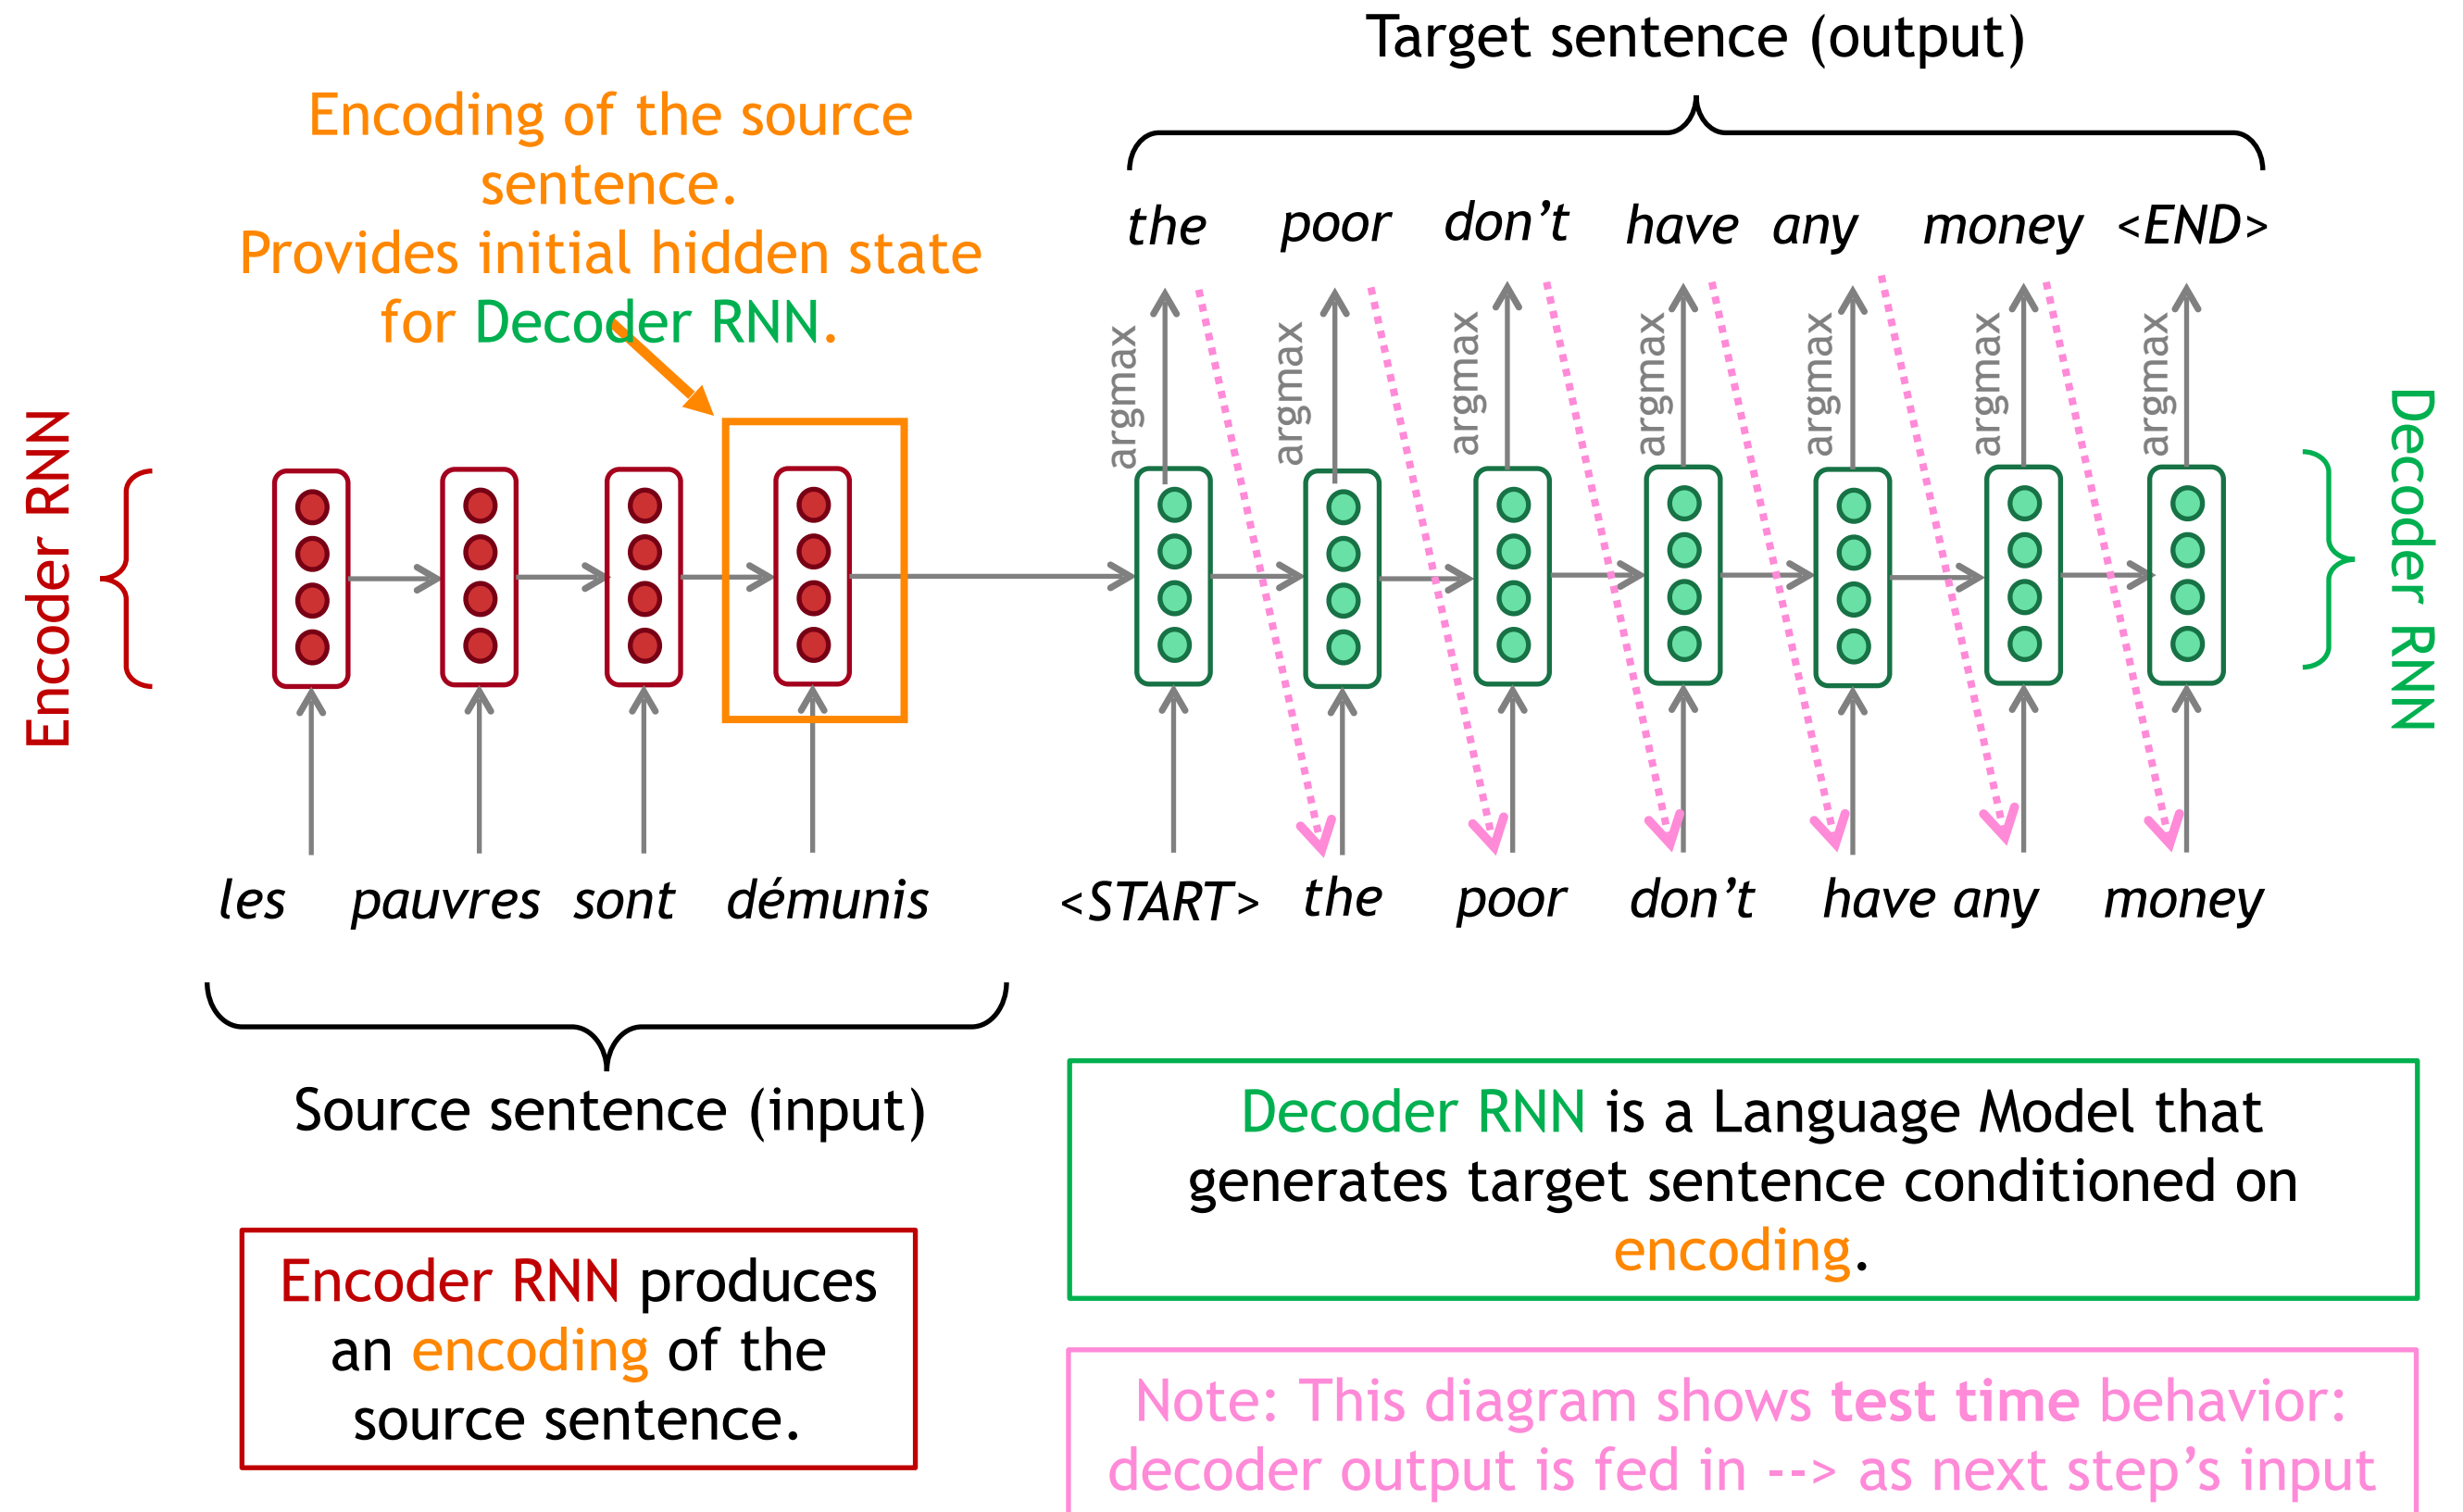 Target sentence (output)
Encoding of the source
sentence.
Provides initial hidden state
for Decoder RNN.
the poor don't have any money <END>
argmax argmax argmax argmax argmax argmax argmax
Encoder RNN
Decoder RNN
les pauvres sont démunis <START> the poor don't have any money
Source sentence (input)
Encoder RNN produces
an encoding of the
source sentence.
Decoder RNN is a Language Model that
generates target sentence conditioned on
encoding.
Note: This diagram shows test time behavior:
decoder output is fed in --> as next step's input